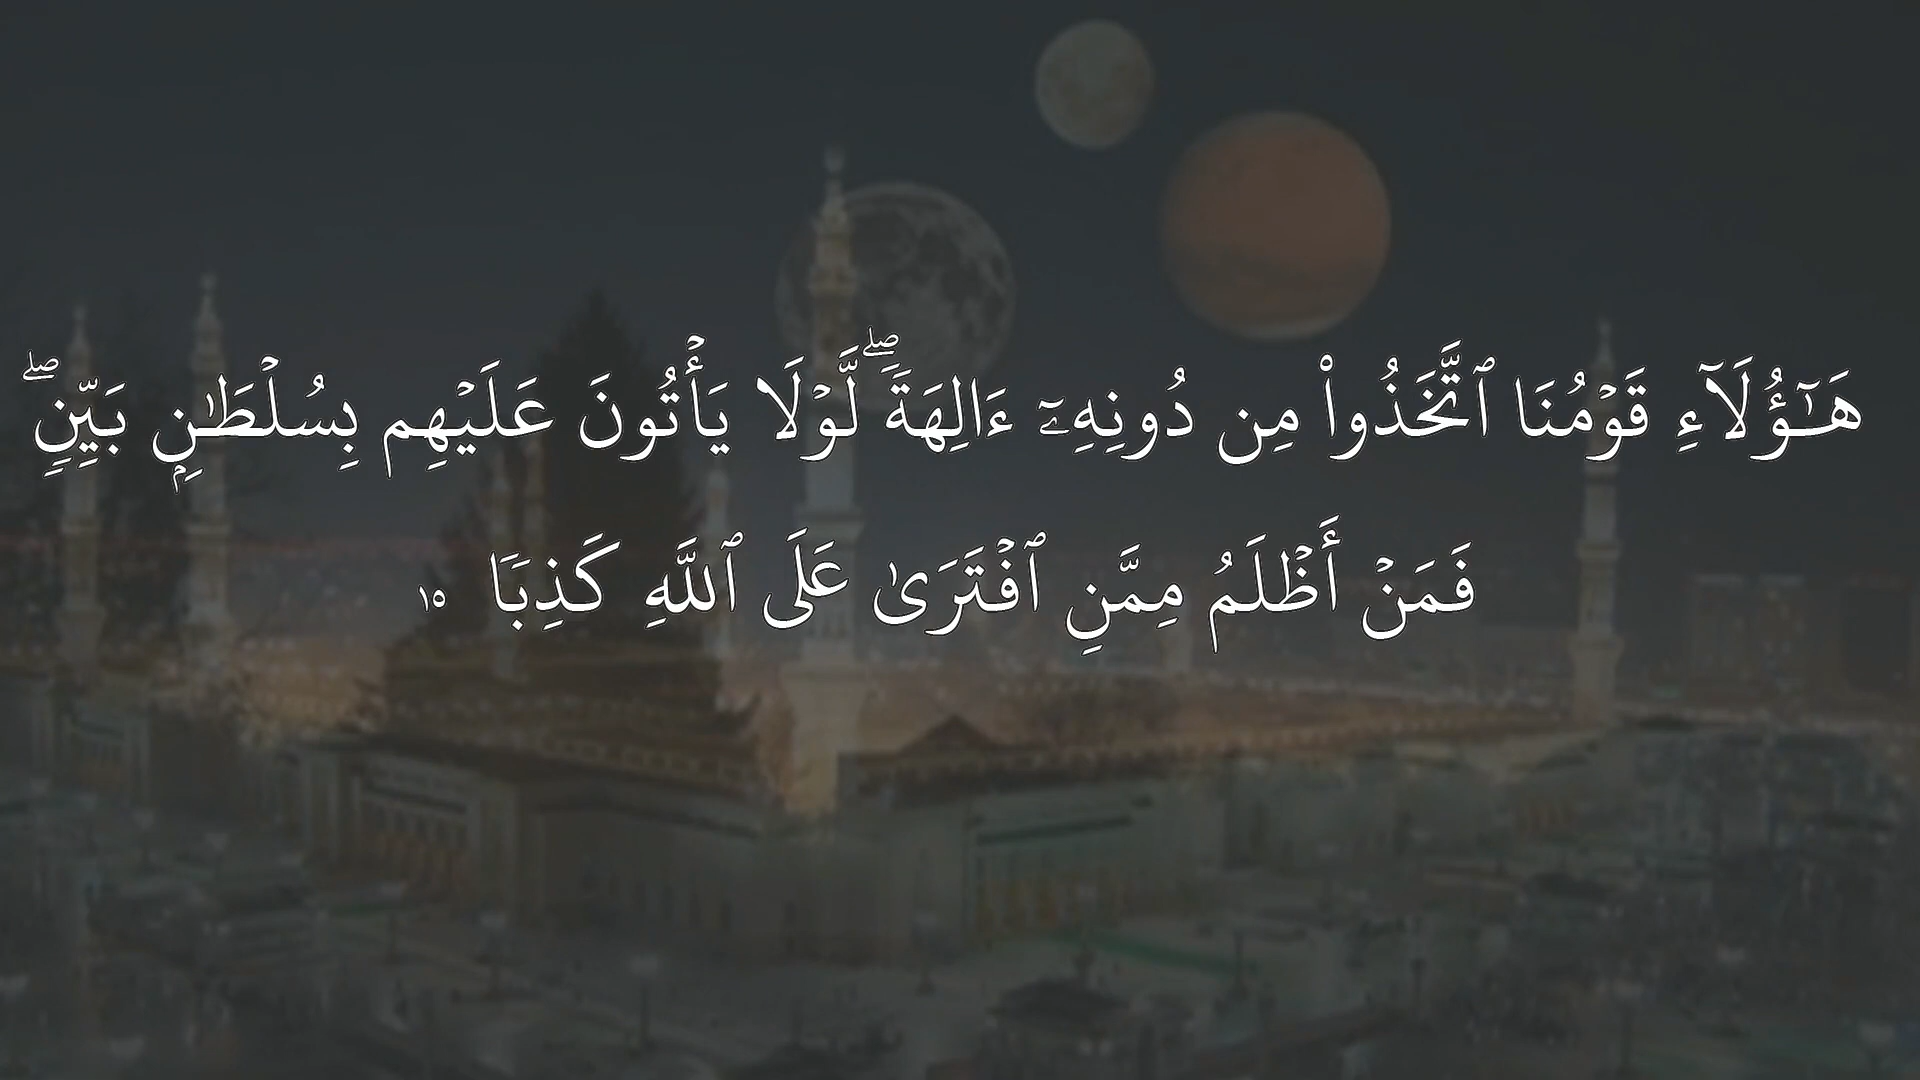 هَـٰٓؤُلَآءِ قَوۡمُنَا ٱتَّخَذُواْ مِن دُونِهِۦٓ ءَالِهَةٗۖ لَّوۡلَا يَأۡتُونَ عَلَيۡهِم بِسُلۡطَٰنِۭ بَيِّنٖۖ
فَمَنۡ أَظۡلَمُ مِمَّنِ ٱفۡتَرَىٰ عَلَى ٱللَّهِ كَذِبٗا ١٥